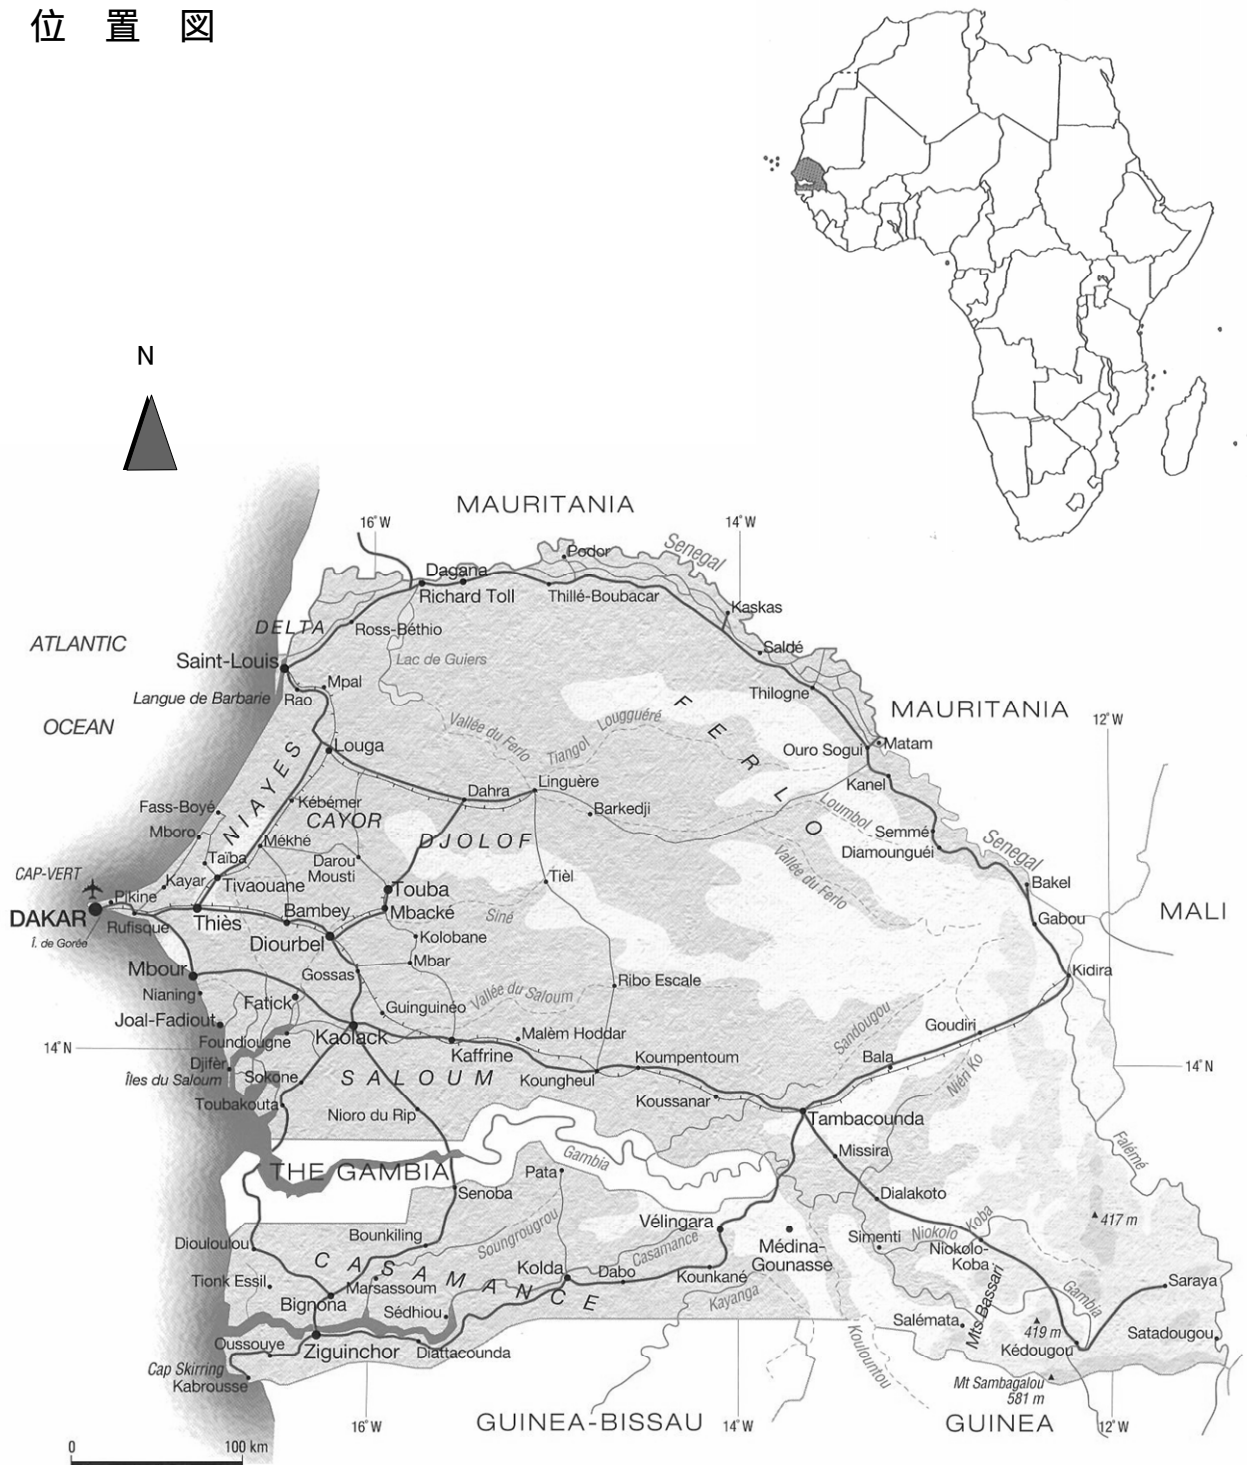 位 置 図
N
MAURITANIA
16°W
14°W
Podor
Senegal
Dagana
Richard Toll
Thillé-Boubacar
Kaskas
DELTA
Ross-Béthio
ATLANTIC
Saldé
Saint-Louis
Lac de Guiers
Mpal
Thilogne
Langue de Barbarie
Rao
FERLO
MAURITANIA
12°W
OCEAN
Vallée du Ferlo
Tiangol
Lougguéré
Louga
Ouro Sogui
Matam
NIAYES
Linguère
Kanel
Dahra
Fass-Boyé
Kébémer
Barkedji
Loumbol
CAYOR
Mboro
Mékhé
DJOLOF
Semmé
Senegal
Taïba
Darou
Mousti
Diamounguéi
Vallée du Ferlo
CAP-VERT
Kayar
Tivaouane
Tièl
Bakel
Pikine
Touba
DAKAR
Thiès
Bambey
Mbacké
Siné
MALI
Rufisque
Gabou
Î. de Gorée
Diourbel
Kolobane
Mbour
Gossas
Mbar
Kidira
Nianing
Fatick
Vallée du Saloum
Ribo Escale
Guinguinéo
Joal-Fadiout
Sandougou
Goudiri
Foundiougne
Kaolack
Malèm Hoddar
14°N
Kaffrine
Koumpentoum
Bala
Djifèr
14°N
Îles du Saloum
Sokone
SALOUM
Koungheul
Niéri Ko
Toubakouta
Nioro du Rip
Koussanar
Tambacounda
Falémé
THE GAMBIA
Gambia
Missira
Pata
Senoba
Dialakoto
417 m
Vélingara
Koba
Bounkiling
Soungrougrou
Simenti
Niokolo
Diouloulou
Casamance
Médina-
Gounasse
Niokolo-
Koba
CASAMANCE
Kolda
Dabo
Kounkané
Tionk Essil
Marsassoum
Saraya
Bignona
Kayanga
Gambia
Sédhiou
Mts Bassari
Salémata
419 m
Satadougou
Oussouye
Ziguinchor
Diattacounda
Kédougou
Koulountou
Cap Skirring
Kabrousse
Mt Sambagalou
581 m
16°W
GUINEA-BISSAU
14°W
GUINEA
12°W
0
100 km